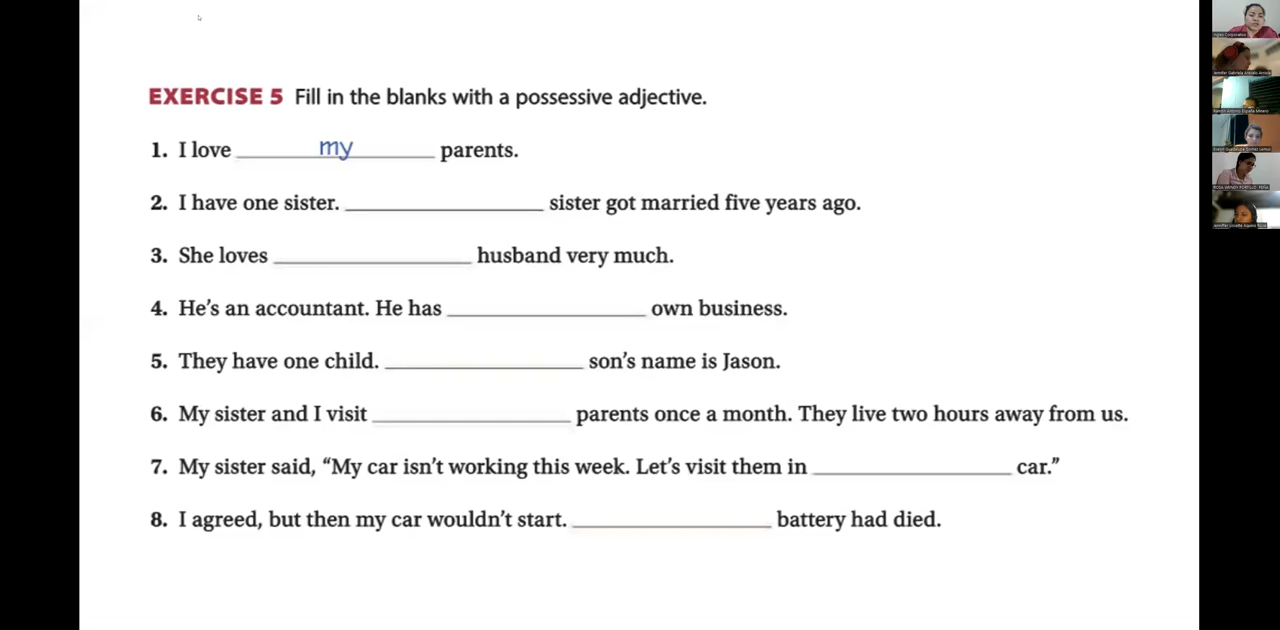 EXERCISE 5 Fill in the blanks with a possessive adjective.
1. I love my parents.
2. I have one sister. sister got married five years ago.
3. She loves husband very much.
4. He's an accountant. He has own business.
5. They have one child. son's name is Jason.
6. My sister and I visit parents once a month. They live two hours away from us.
7. My sister said, "My car isn't working this week. Let's visit them in car."
8. I agreed, but then my car wouldn't start. battery had died.